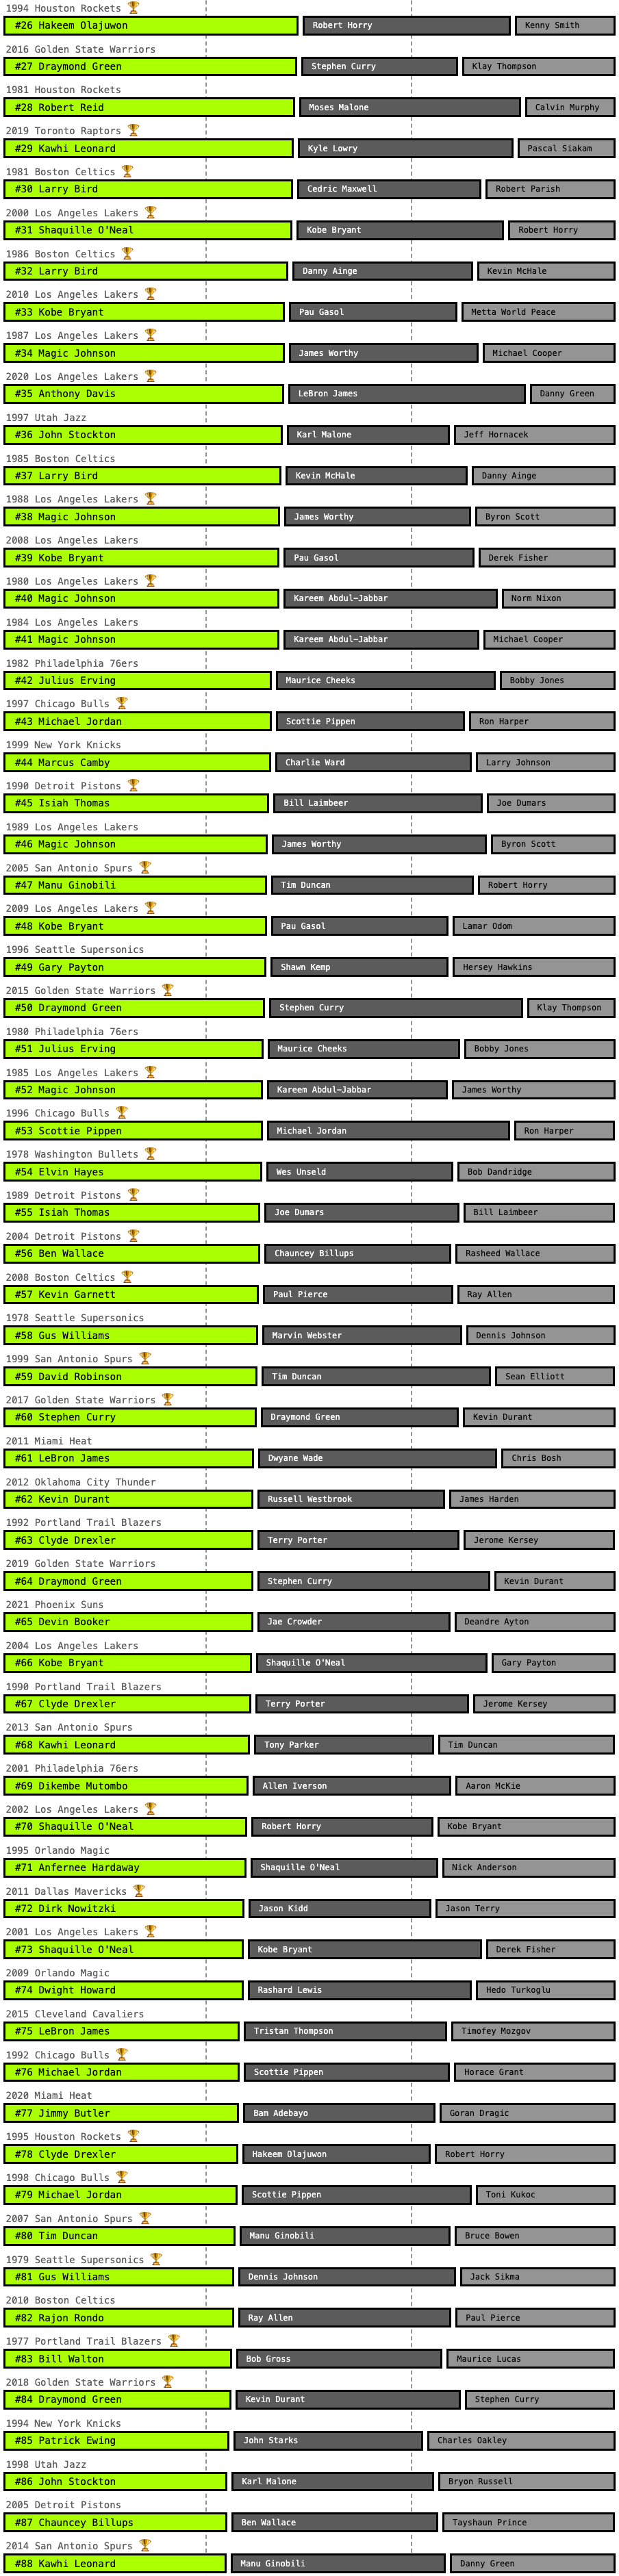 1994 Houston Rockets 🏆
#26 Hakeem Olajuwon Robert Horry Kenny Smith
2016 Golden State Warriors
#27 Draymond Green Stephen Curry Klay Thompson
1981 Houston Rockets
#28 Robert Reid Moses Malone Calvin Murphy
2019 Toronto Raptors 🏆
#29 Kawhi Leonard Kyle Lowry Pascal Siakam
1981 Boston Celtics 🏆
#30 Larry Bird Cedric Maxwell Robert Parish
2000 Los Angeles Lakers 🏆
#31 Shaquille O'Neal Kobe Bryant Robert Horry
1986 Boston Celtics 🏆
#32 Larry Bird Danny Ainge Kevin McHale
2010 Los Angeles Lakers 🏆
#33 Kobe Bryant Pau Gasol Metta World Peace
1987 Los Angeles Lakers 🏆
#34 Magic Johnson James Worthy Michael Cooper
2020 Los Angeles Lakers 🏆
#35 Anthony Davis LeBron James Danny Green
1997 Utah Jazz
#36 John Stockton Karl Malone Jeff Hornacek
1985 Boston Celtics
#37 Larry Bird Kevin McHale Danny Ainge
1988 Los Angeles Lakers 🏆
#38 Magic Johnson James Worthy Byron Scott
2008 Los Angeles Lakers
#39 Kobe Bryant Pau Gasol Derek Fisher
1980 Los Angeles Lakers 🏆
#40 Magic Johnson Kareem Abdul-Jabbar Norm Nixon
1984 Los Angeles Lakers
#41 Magic Johnson Kareem Abdul-Jabbar Michael Cooper
1982 Philadelphia 76ers
#42 Julius Erving Maurice Cheeks Bobby Jones
1997 Chicago Bulls 🏆
#43 Michael Jordan Scottie Pippen Ron Harper
1999 New York Knicks
#44 Marcus Camby Charlie Ward Larry Johnson
1990 Detroit Pistons 🏆
#45 Isiah Thomas Bill Laimbeer Joe Dumars
1989 Los Angeles Lakers
#46 Magic Johnson James Worthy Byron Scott
2005 San Antonio Spurs 🏆
#47 Manu Ginobili Tim Duncan Robert Horry
2009 Los Angeles Lakers 🏆
#48 Kobe Bryant Pau Gasol Lamar Odom
1996 Seattle Supersonics
#49 Gary Payton Shawn Kemp Hersey Hawkins
2015 Golden State Warriors 🏆
#50 Draymond Green Stephen Curry Klay Thompson
1980 Philadelphia 76ers
#51 Julius Erving Maurice Cheeks Bobby Jones
1985 Los Angeles Lakers 🏆
#52 Magic Johnson Kareem Abdul-Jabbar James Worthy
1996 Chicago Bulls 🏆
#53 Scottie Pippen Michael Jordan Ron Harper
1978 Washington Bullets 🏆
#54 Elvin Hayes Wes Unseld Bob Dandridge
1989 Detroit Pistons 🏆
#55 Isiah Thomas Joe Dumars Bill Laimbeer
2004 Detroit Pistons 🏆
#56 Ben Wallace Chauncey Billups Rasheed Wallace
2008 Boston Celtics 🏆
#57 Kevin Garnett Paul Pierce Ray Allen
1978 Seattle Supersonics
#58 Gus Williams Marvin Webster Dennis Johnson
1999 San Antonio Spurs 🏆
#59 David Robinson Tim Duncan Sean Elliott
2017 Golden State Warriors 🏆
#60 Stephen Curry Draymond Green Kevin Durant
2011 Miami Heat
#61 LeBron James Dwyane Wade Chris Bosh
2012 Oklahoma City Thunder
#62 Kevin Durant Russell Westbrook James Harden
1992 Portland Trail Blazers
#63 Clyde Drexler Terry Porter Jerome Kersey
2019 Golden State Warriors
#64 Draymond Green Stephen Curry Kevin Durant
2021 Phoenix Suns
#65 Devin Booker Jae Crowder Deandre Ayton
2004 Los Angeles Lakers
#66 Kobe Bryant Shaquille O'Neal Gary Payton
1990 Portland Trail Blazers
#67 Clyde Drexler Terry Porter Jerome Kersey
2013 San Antonio Spurs
#68 Kawhi Leonard Tony Parker Tim Duncan
2001 Philadelphia 76ers
#69 Dikembe Mutombo Allen Iverson Aaron McKie
2002 Los Angeles Lakers 🏆
#70 Shaquille O'Neal Robert Horry Kobe Bryant
1995 Orlando Magic
#71 Anfernee Hardaway Shaquille O'Neal Nick Anderson
2011 Dallas Mavericks 🏆
#72 Dirk Nowitzki Jason Kidd Jason Terry
2001 Los Angeles Lakers 🏆
#73 Shaquille O'Neal Kobe Bryant Derek Fisher
2009 Orlando Magic
#74 Dwight Howard Rashard Lewis Hedo Turkoglu
2015 Cleveland Cavaliers
#75 LeBron James Tristan Thompson Timofey Mozgov
1992 Chicago Bulls 🏆
#76 Michael Jordan Scottie Pippen Horace Grant
2020 Miami Heat
#77 Jimmy Butler Bam Adebayo Goran Dragic
1995 Houston Rockets 🏆
#78 Clyde Drexler Hakeem Olajuwon Robert Horry
1998 Chicago Bulls 🏆
#79 Michael Jordan Scottie Pippen Toni Kukoc
2007 San Antonio Spurs 🏆
#80 Tim Duncan Manu Ginobili Bruce Bowen
1979 Seattle Supersonics 🏆
#81 Gus Williams Dennis Johnson Jack Sikma
2010 Boston Celtics
#82 Rajon Rondo Ray Allen Paul Pierce
1977 Portland Trail Blazers 🏆
#83 Bill Walton Bob Gross Maurice Lucas
2018 Golden State Warriors 🏆
#84 Draymond Green Kevin Durant Stephen Curry
1994 New York Knicks
#85 Patrick Ewing John Starks Charles Oakley
1998 Utah Jazz
#86 John Stockton Karl Malone Bryon Russell
2005 Detroit Pistons
#87 Chauncey Billups Ben Wallace Tayshaun Prince
2014 San Antonio Spurs 🏆
#88 Kawhi Leonard Manu Ginobili Danny Green